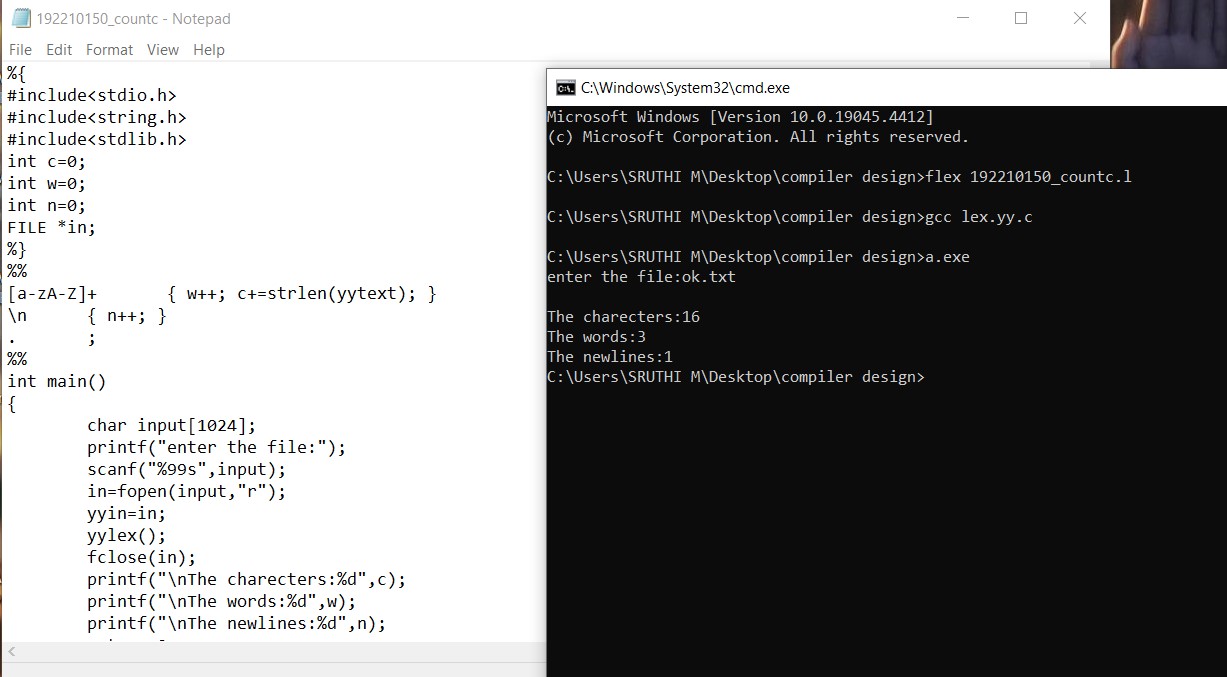 192210150_countc - Notepad
File Edit Format View Help
%{
#include<stdio.h>
#include<string.h>
#include<stdlib.h>
int c=0;
int w=0;
int n=0;
FILE *in;
%}
%%
[a-zA-Z]+ { w++; c+=strlen(yytext); }
\n { n++; }
. ;
%%
int main()
{
char input[1024];
printf("enter the file:");
scanf("%99s",input);
in=fopen(input,"r");
yyin=in;
yylex();
fclose(in);
printf("\nThe charecters:%d",c);
printf("\nThe words:%d",w);
printf("\nThe newlines:%d",n);
C:\Windows\System32\cmd.exe
Microsoft Windows [Version 10.0.19045.4412]
(c) Microsoft Corporation. All rights reserved.
C:\Users\SRUTHI M\Desktop\compiler design>flex 192210150_countc.l
C:\Users\SRUTHI M\Desktop\compiler design>gcc lex.yy.c
C:\Users\SRUTHI M\Desktop\compiler design>a.exe
enter the file:ok.txt
The charecters:16
The words:3
The newlines:1
C:\Users\SRUTHI M\Desktop\compiler design>